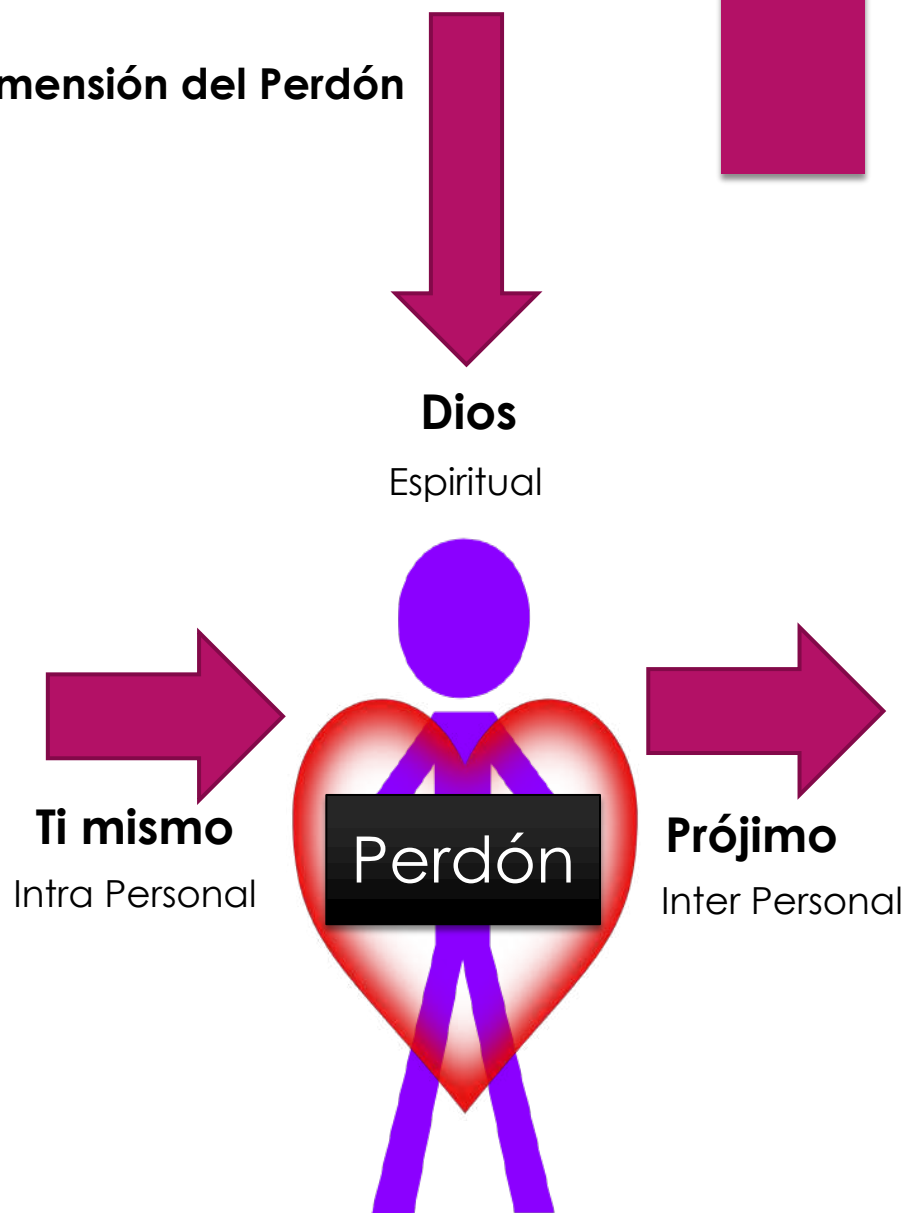 mensión del Perdón
Dios
Espiritual
Ti mismo
Intra Personal
Perdón
Prójimo
Inter Personal